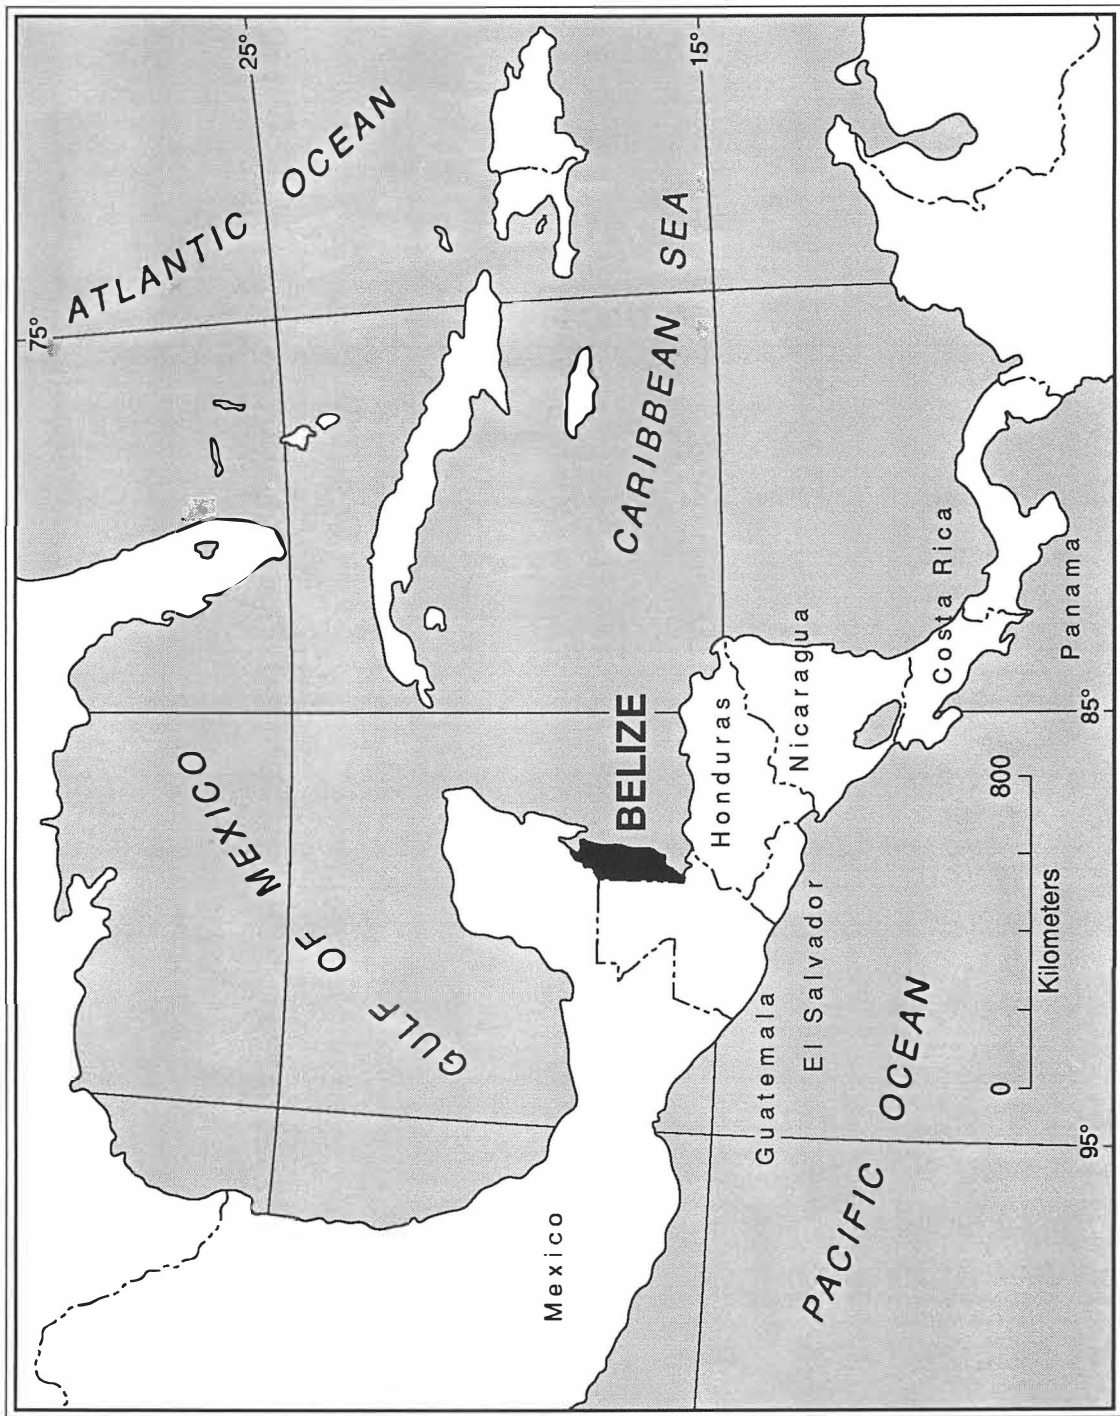 75°
25°
15°
ATLANTIC OCEAN
GULF OF MEXICO
CARIBBEAN SEA
BELIZE
Mexico
Honduras
Nicaragua
Costa Rica
Panama
Guatemala
El Salvador
PACIFIC OCEAN
0 800
Kilometers
95°
85°